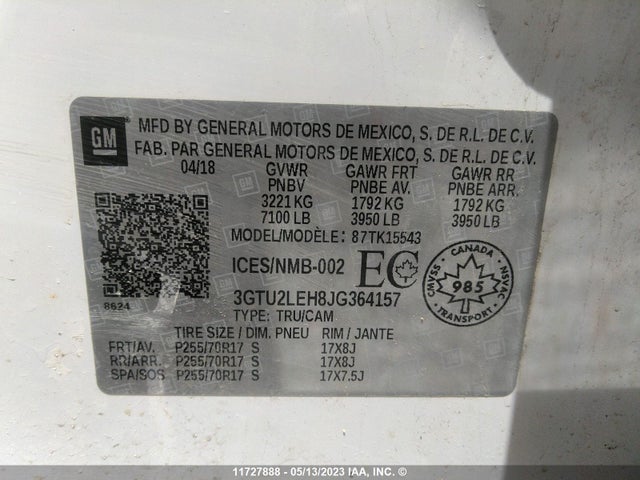 GM
MFD BY GENERAL MOTORS DE MEXICO, S. DE R.L. DE C.V.
FAB. PAR GENERAL MOTORS DE MEXICO, S. DE R.L. DE C.V.
04/18 GVWR GAWR FRT GAWR RR
PNBV PNBE AV. PNBE ARR.
3221 KG 1792 KG 1792 KG
7100 LB 3950 LB 3950 LB
MODEL/MODÈLE: 87TK15543
ICES/NMB-002 EC
CANADA
CMVSS 985 NSVAC
TRANSPORT
8624
3GTU2LEH8JG364157
TYPE: TRU/CAM
TIRE SIZE / DIM. PNEU RIM / JANTE
FRT/AV. P255/70R17 S 17X8J
RR/ARR. P255/70R17 S 17X8J
SPA/SOS P255/70R17 S 17X7.5J
11727888 - 05/13/2023 IAA, INC. ©